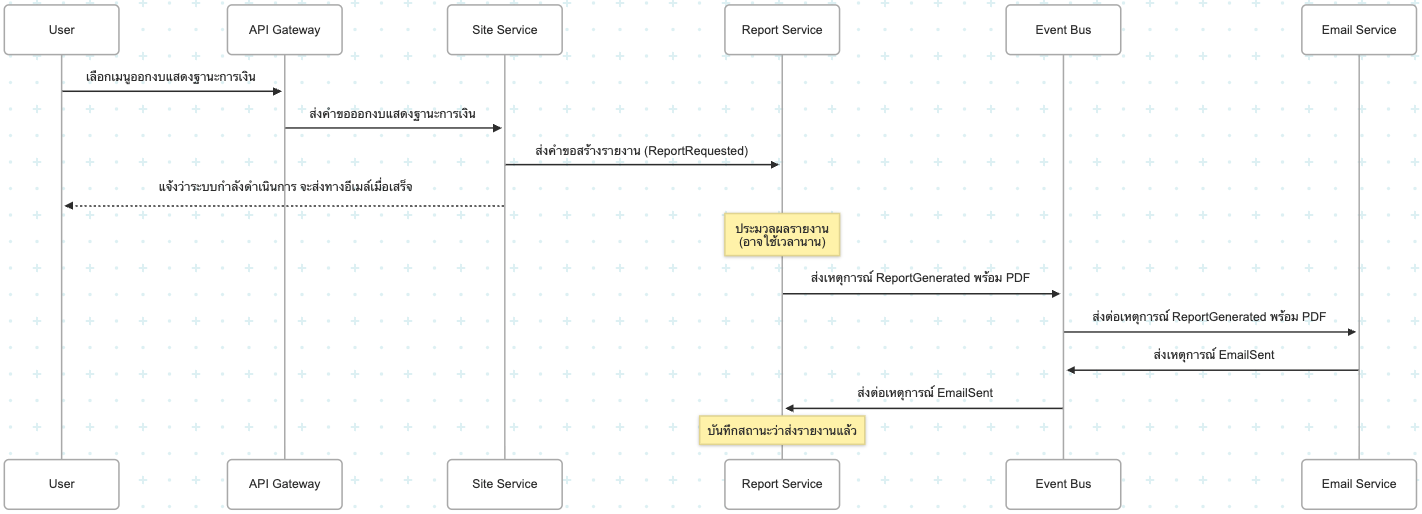 User
API Gateway
Site Service
Report Service
Event Bus
Email Service
เลือกเมนูออกงบแสดงฐานะการเงิน
ส่งคำขอออกงบแสดงฐานะการเงิน
ส่งคำขอสร้างรายงาน (ReportRequested)
แจ้งว่าระบบกำลังดำเนินการ จะส่งทางอีเมล์เมื่อเสร็จ
ประมวลผลรายงาน
(อาจใช้เวลานาน)
ส่งเหตุการณ์ ReportGenerated พร้อม PDF
ส่งต่อเหตุการณ์ ReportGenerated พร้อม PDF
ส่งเหตุการณ์ EmailSent
ส่งต่อเหตุการณ์ EmailSent
บันทึกสถานะว่าส่งรายงานแล้ว
User
API Gateway
Site Service
Report Service
Event Bus
Email Service